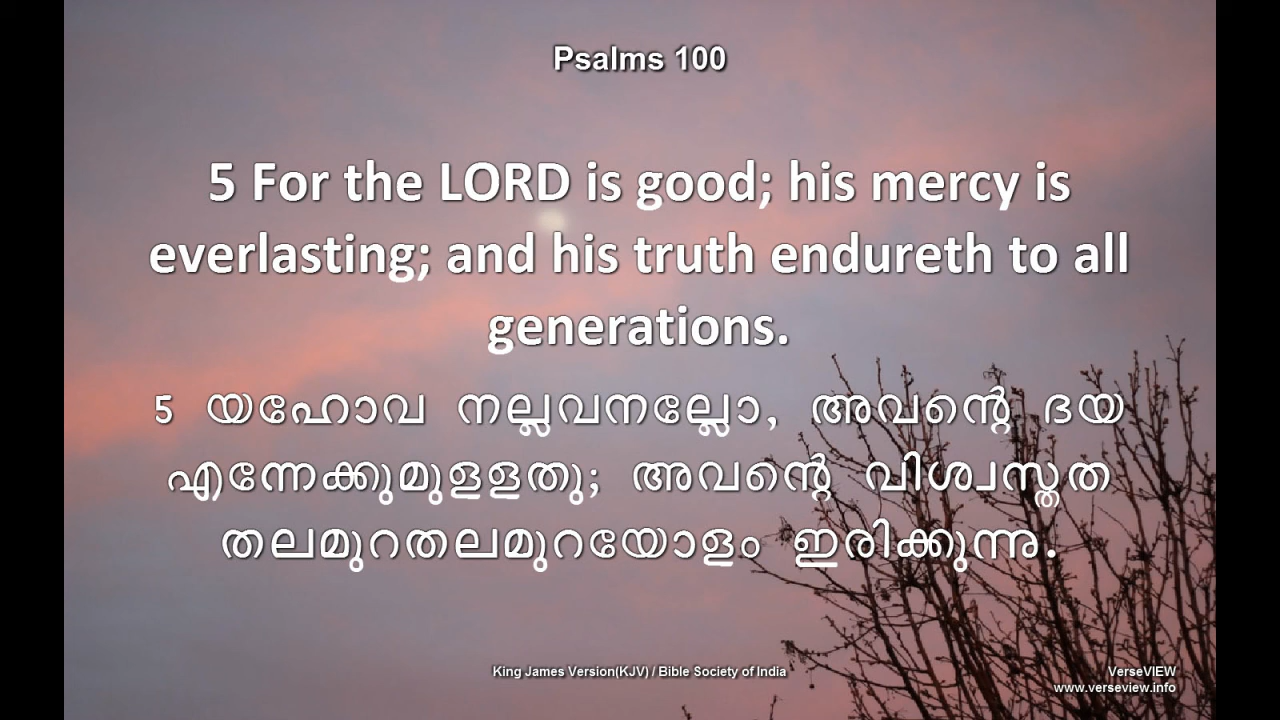 Psalms 100
5 For the LORD is good; his mercy is
everlasting; and his truth endureth to all
generations.
5 യഹോവ നല്ലവനല്ലോ, അവന്റെ ദയ
എന്നേക്കുമുളളതു; അവന്റെ വിശ്വസ്തത
തലമുറതലമുറയോളം ഇരിക്കുന്നു.
King James Version(KJV) / Bible Society of India
VerseVIEW
www.verseview.info